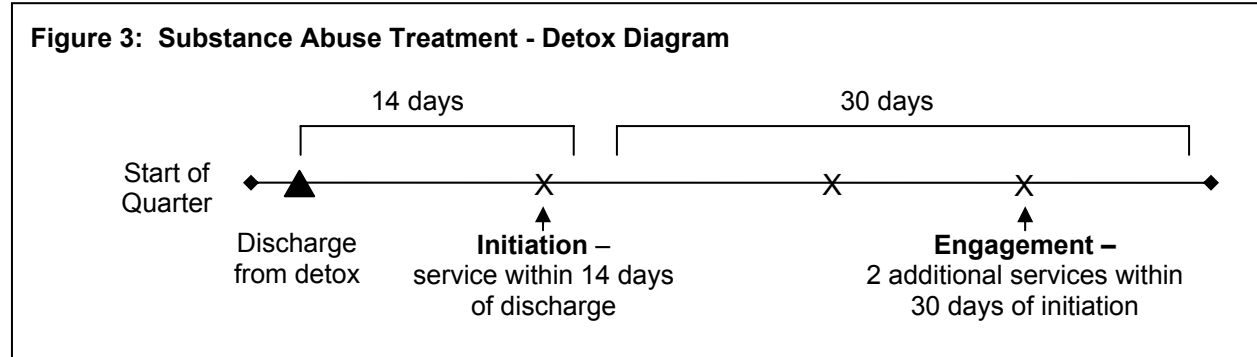 Figure 3: Substance Abuse Treatment - Detox Diagram
14 days
30 days
Start of
Quarter
X
X
X
Discharge
from detox
Initiation –
service within 14 days
of discharge
Engagement –
2 additional services within
30 days of initiation